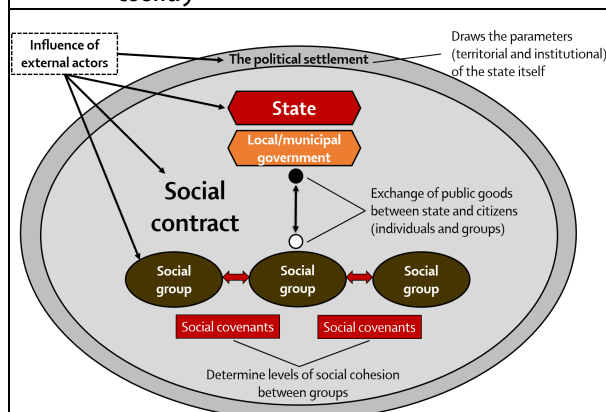 Influence of
external actors
The political settlement
Draws the parameters
(territorial and institutional)
of the state itself
State
Local/municipal
government
Social
contract
Exchange of public goods
between state and citizens
(individuals and groups)
Social
group
Social
group
Social
group
Social covenants
Social covenants
Determine levels of social cohesion
between groups